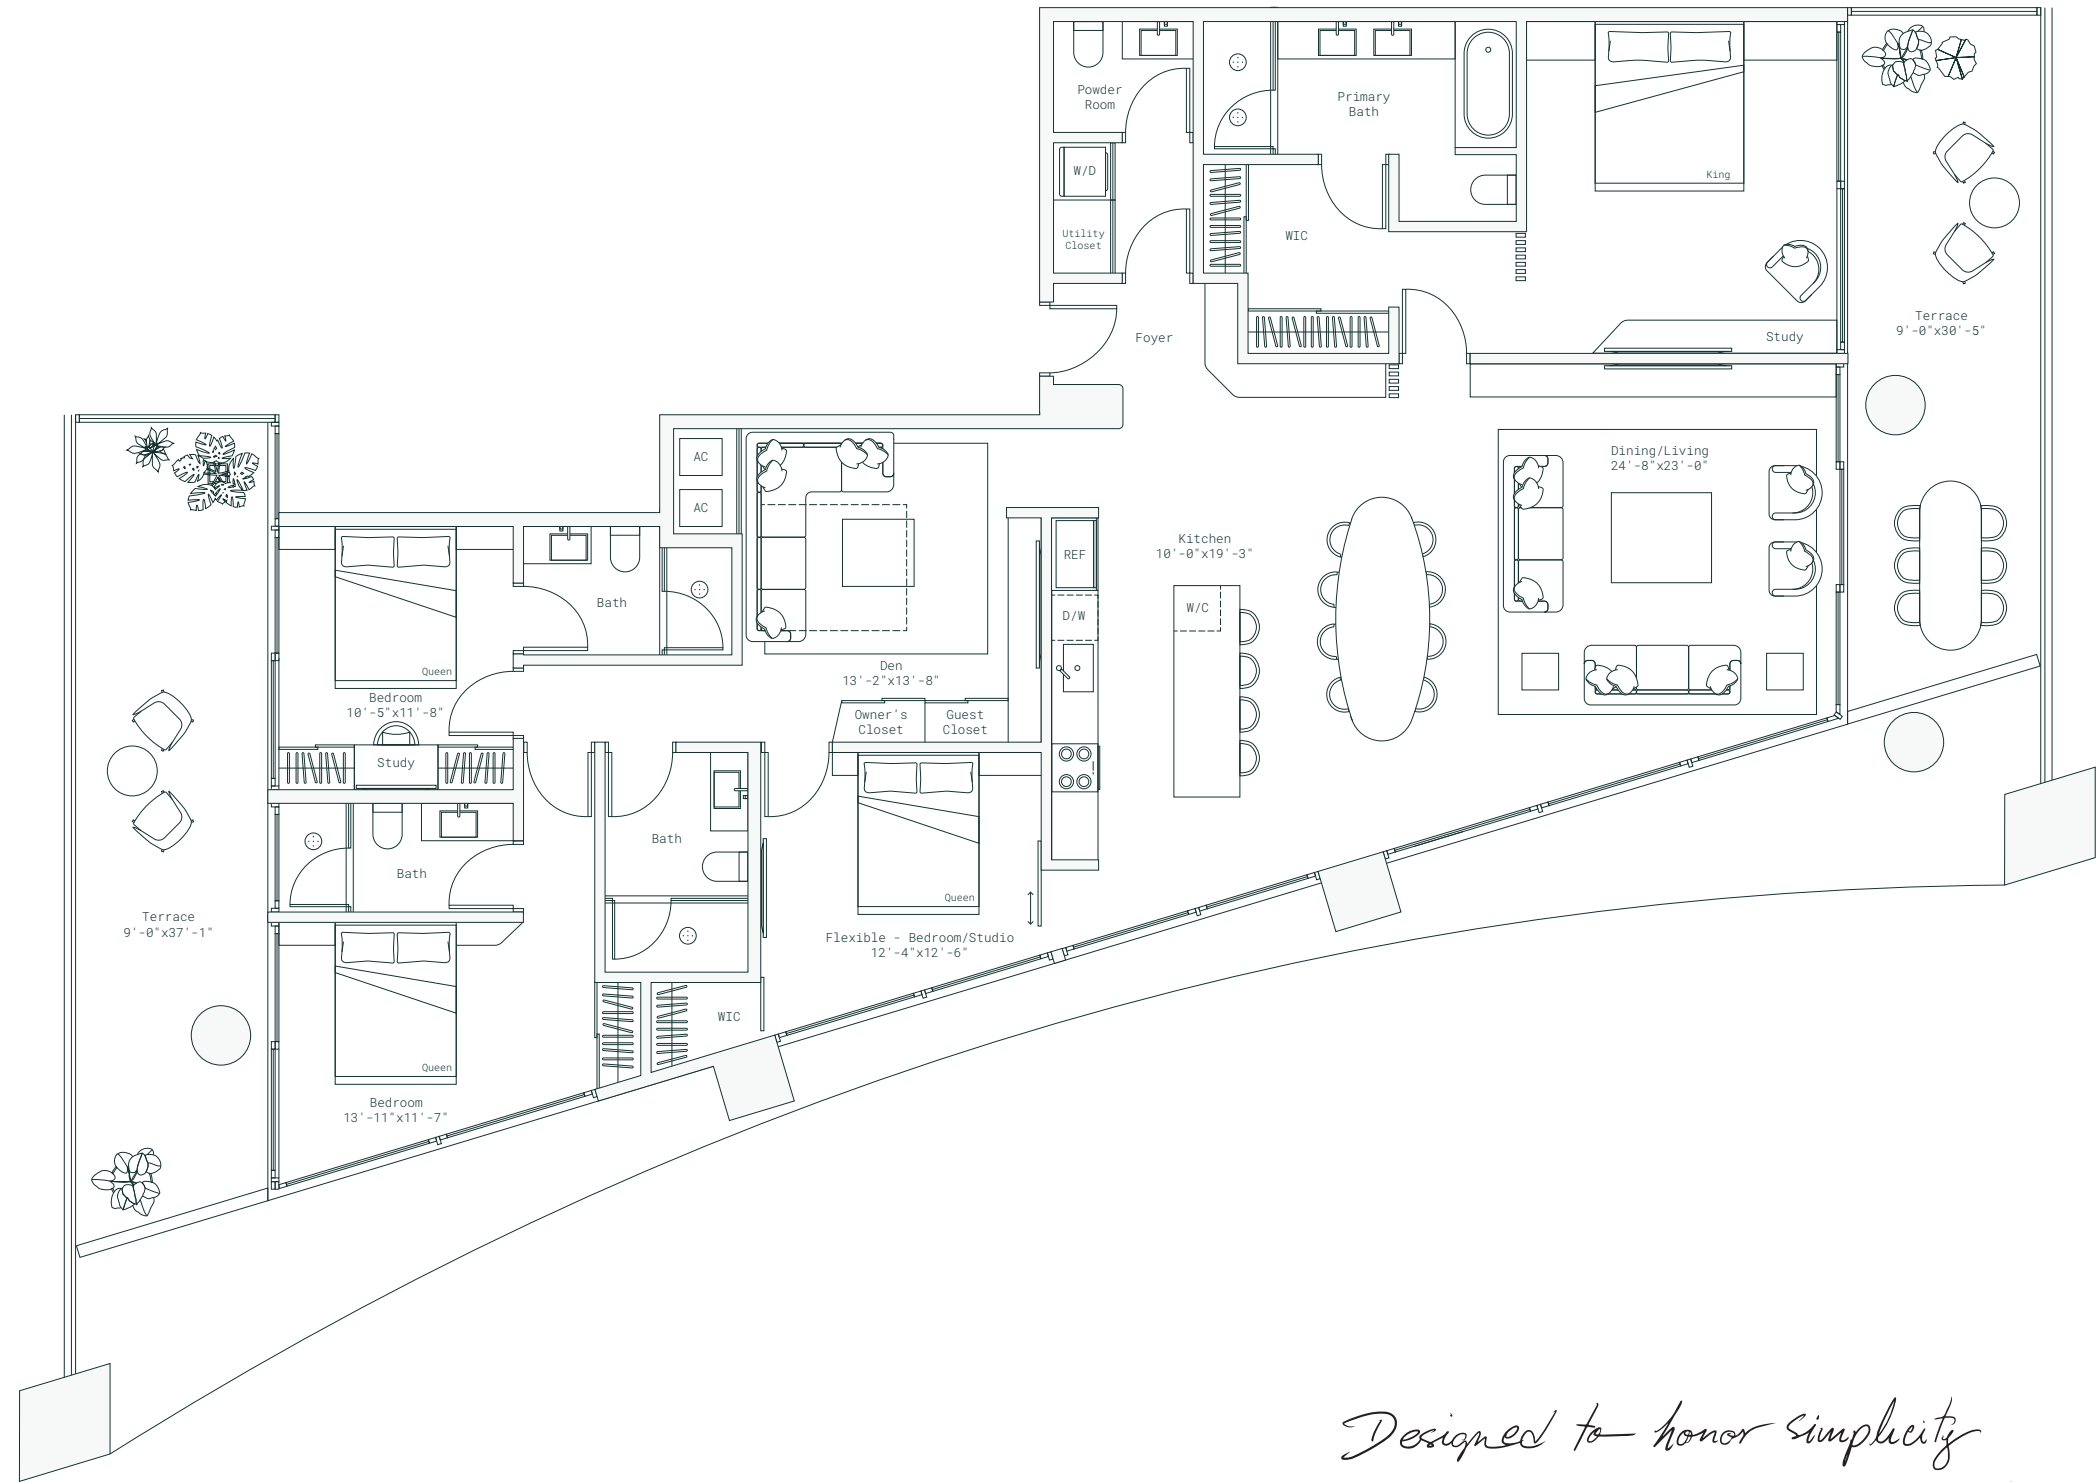 Powder
Room
Primary
Bath
W/D
King
Utility
Closet
WIC
Foyer
Study
Terrace
9'-0"x30'-5"
AC
AC
Dining/Living
24'-8"x23'-0"
Kitchen
10'-0"x19'-3"
REF
D/W
W/C
Bath
Queen
Bedroom
10'-5"x11'-8"
Study
Den
13'-2"x13'-8"
Owner's
Closet
Guest
Closet
Bath
Bath
Queen
Terrace
9'-0"x37'-1"
Flexible - Bedroom/Studio
12'-4"x12'-6"
WIC
Queen
Bedroom
13'-11"x11'-7"
Designed to honor simplicity